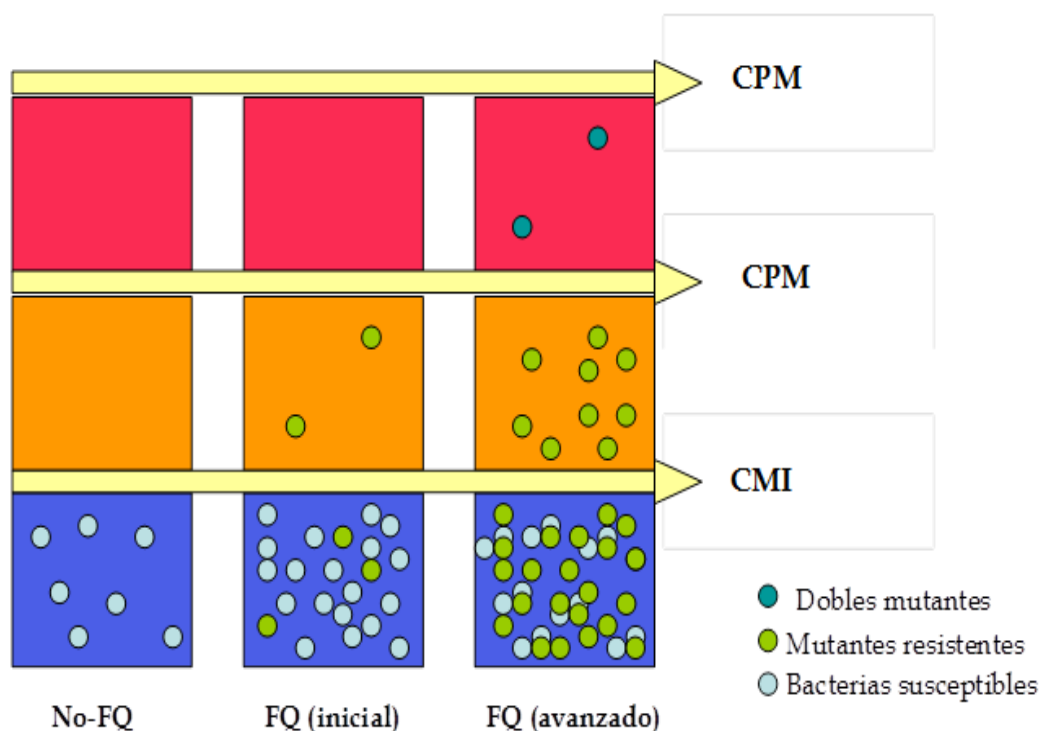 CPM
CPM
CMI
Dobles mutantes
Mutantes resistentes
Bacterias susceptibles
No-FQ
FQ (inicial)
FQ (avanzado)